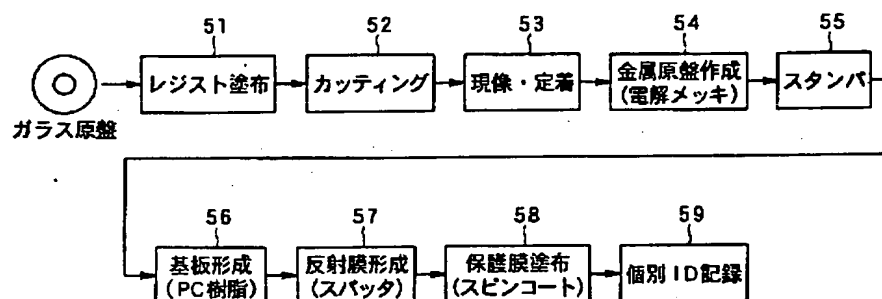 51
52
53
54
55
レジスト塗布
カッティング
現像・定着
金属原盤作成
(電解メッキ)
スタンパ
ガラス原盤
56
57
58
59
基板形成
(PC樹脂)
反射膜形成
(スパッタ)
保護膜塗布
(スピンコート)
個別ID記録